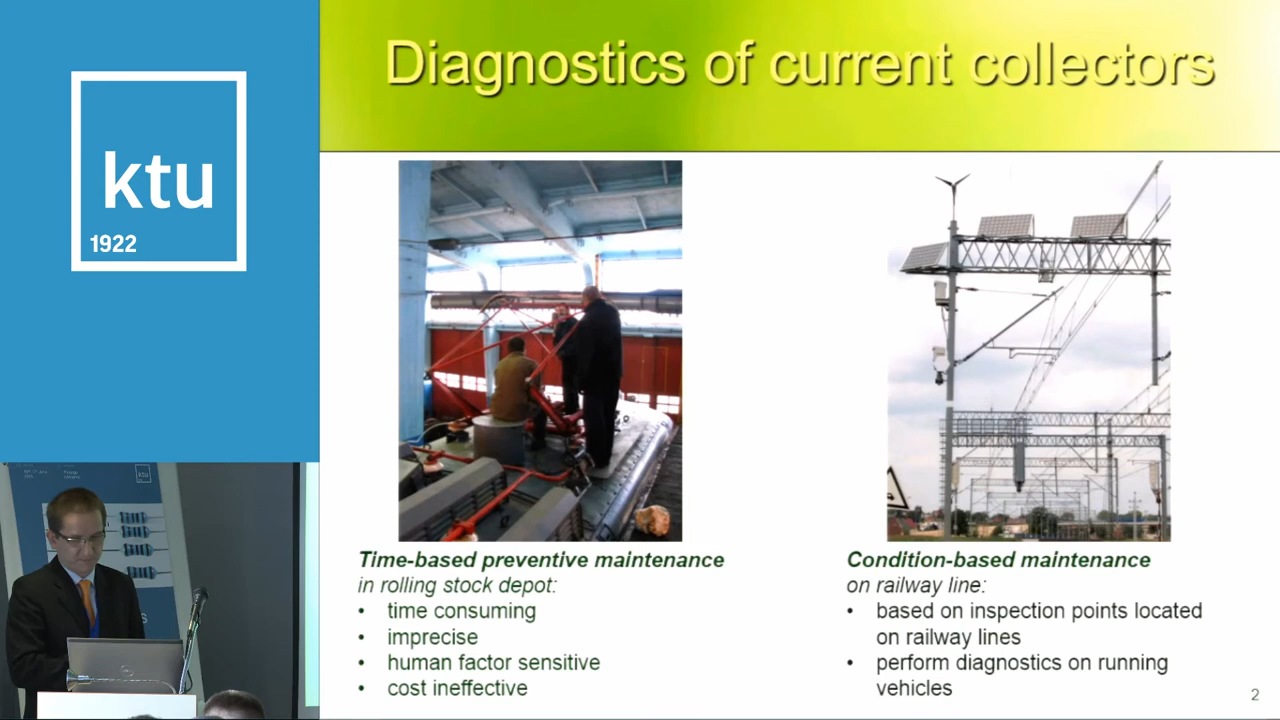 ktu
1922
Diagnostics of current collectors
Time-based preventive maintenance
in rolling stock depot:
• time consuming
• imprecise
• human factor sensitive
• cost ineffective
Condition-based maintenance
on railway line:
• based on inspection points located
on railway lines
• perform diagnostics on running
vehicles
2
ktu